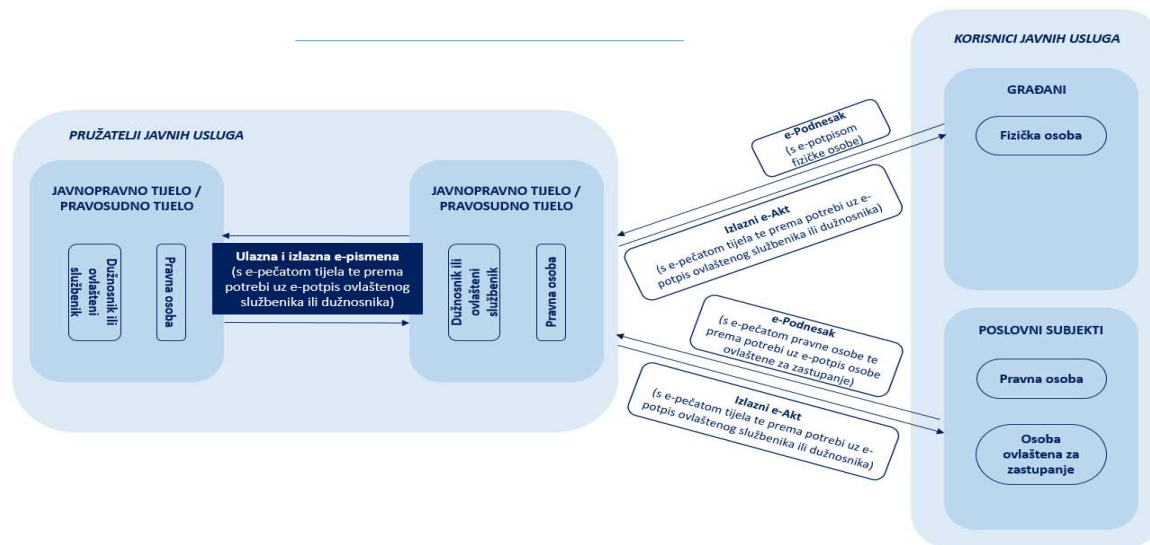 PRUŽATELJI JAVNIH USLUGA
JAVNOPRAVNO TIJELO /
PRAVOSUDNO TIJELO
Dužnosnik ili
ovlašteni
službenik
Pravna osoba
Ulazna i izlazna e-pismena
(s e-pečatom tijela te prema
potrebi uz e-potpis ovlaštenog
službenika ili dužnosnika)
JAVNOPRAVNO TIJELO /
PRAVOSUDNO TIJELO
Dužnosnik ili
ovlašteni
službenik
Pravna osoba
e-Podnesak
(s e-potpisom
fizičke osobe)
Izlazni e-Akt
(s e-pečatom tijela te prema potrebi uz e-
potpis ovlaštenog službenika ili dužnosnika)
e-Podnesak
(s e-pečatom pravne osobe te
prema potrebi uz e-potpis osobe
ovlaštene za zastupanje)
Izlazni e-Akt
(s e-pečatom tijela te prema potrebi uz e-
potpis ovlaštenog službenika ili dužnosnika)
KORISNICI JAVNIH USLUGA
GRAĐANI
Fizička osoba
POSLOVNI SUBJEKTI
Pravna osoba
Osoba
ovlaštena za
zastupanje